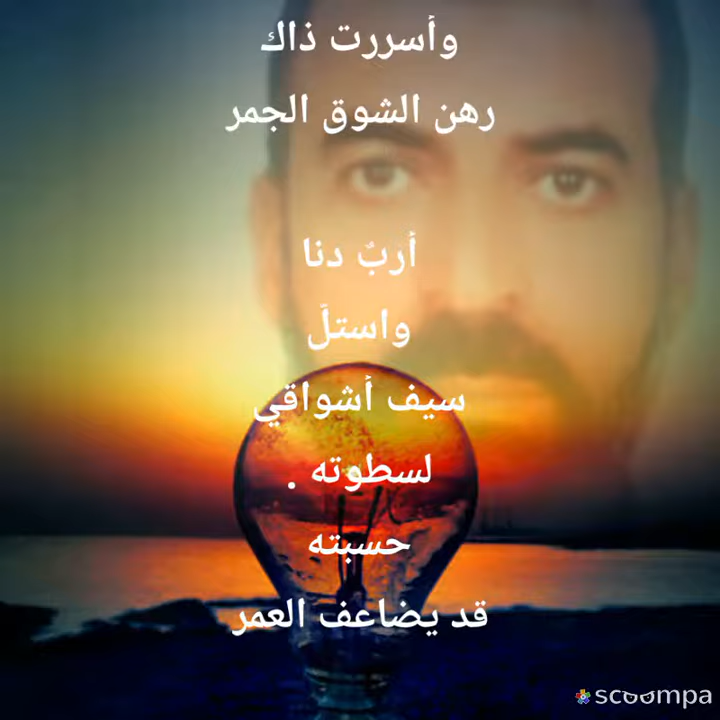 وأسررت ذاك
رهن الشوق الجمر
أربٌ دنا
واستلّ
سيف أشواقي
لسطوته .
حسبته
قد يضاعف العمر
scoompa